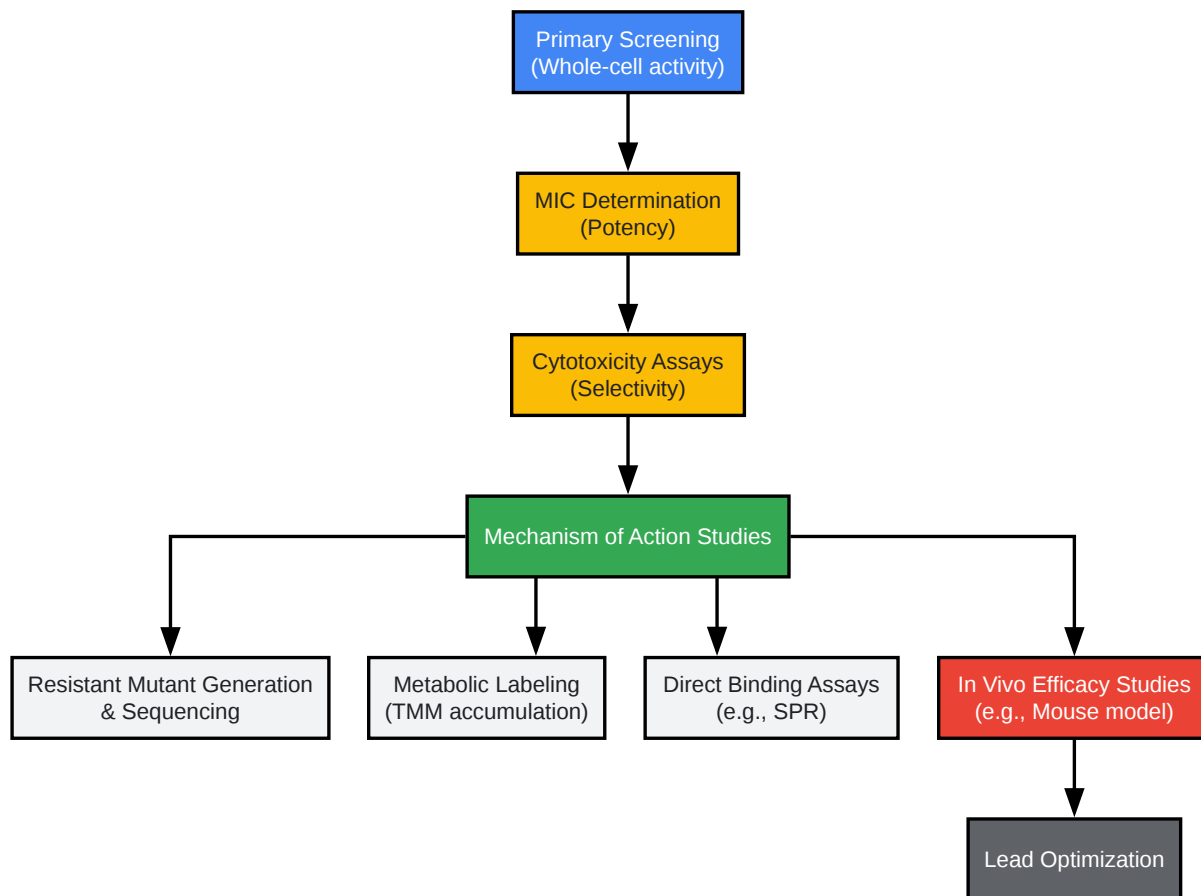 Primary Screening
(Whole-cell activity)
MIC Determination
(Potency)
Cytotoxicity Assays
(Selectivity)
Mechanism of Action Studies
Resistant Mutant Generation
& Sequencing
Metabolic Labeling
(TMM accumulation)
Direct Binding Assays
(e.g., SPR)
In Vivo Efficacy Studies
(e.g., Mouse model)
Lead Optimization